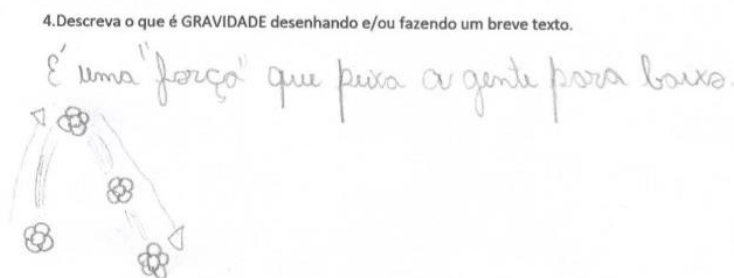 4.Descreva o que é GRAVIDADE desenhando e/ou fazendo um breve texto.
É uma "força" que puxa a gente para baixo.